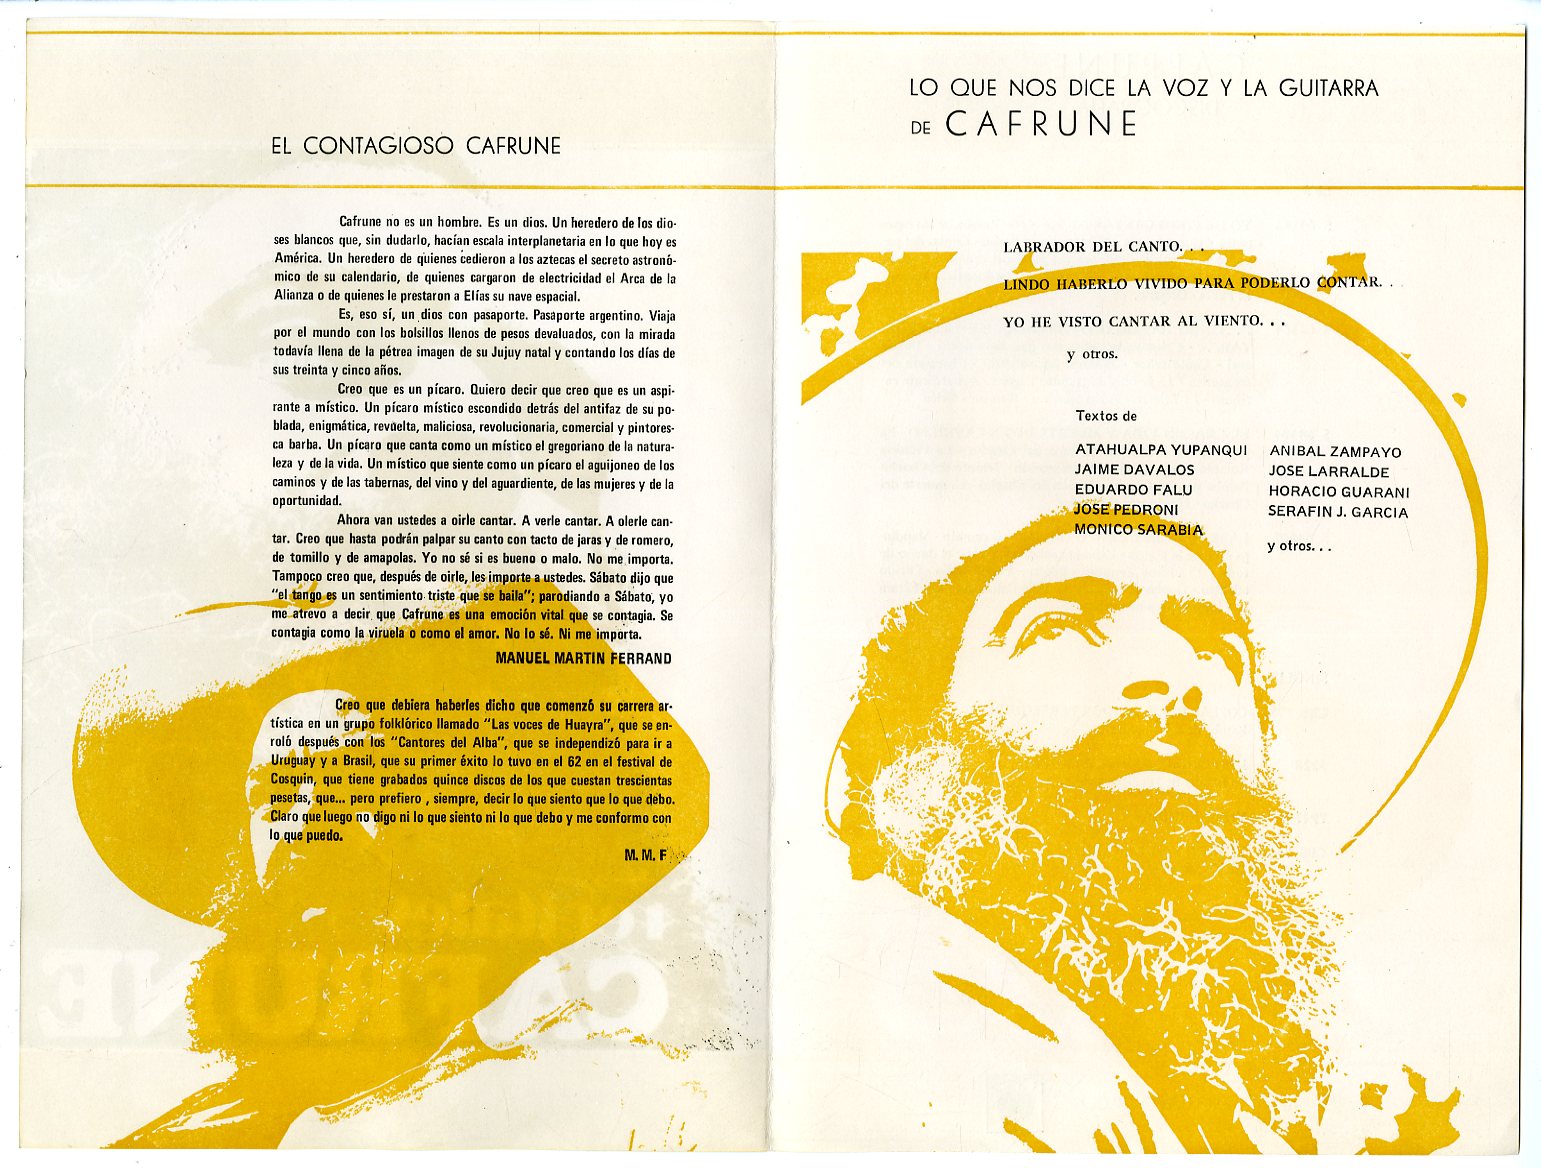 EL CONTAGIOSO CAFRUNE
Cafrune no es un hombre. Es un dios. Un heredero de los dio-
ses blancos que, sin dudarlo, hacían escala interplanetaria en lo que hoy es
América. Un heredero de quienes cedieron a los aztecas el secreto astronó-
mico de su calendario, de quienes cargaron de electricidad el Arca de la
Alianza o de quienes le prestaron a Elías su nave espacial.
Es, eso sí, un dios con pasaporte. Pasaporte argentino. Viaja
por el mundo con los bolsillos llenos de pesos devaluados, con la mirada
todavía llena de la pétrea imagen de su Jujuy natal y contando los días de
sus treinta y cinco años.
Creo que es un pícaro. Quiero decir que creo que es un aspi-
rante a místico. Un pícaro místico escondido detrás del antifaz de su po-
blada, enigmática, revuelta, maliciosa, revolucionaria, comercial y pintores-
ca barba. Un pícaro que canta como un místico el gregoriano de la natura-
leza y de la vida. Un místico que siente como un pícaro el aguijoneo de los
caminos y de las tabernas, del vino y del aguardiente, de las mujeres y de la
oportunidad.
Ahora van ustedes a oirle cantar. A verle cantar. A olerle can-
tar. Creo que hasta podrán palpar su canto con tacto de jaras y de romero,
de tomillo y de amapolas. Yo no sé si es bueno o malo. No me importa.
Tampoco creo que, después de oirle, les importe a ustedes. Sábato dijo que
"el tango es un sentimiento triste que se baila"; parodiando a Sábato, yo
me atrevo a decir que Cafrune es una emoción vital que se contagia. Se
contagia como la viruela o como el amor. No lo sé. Ni me importa.
MANUEL MARTIN FERRAND
Creo que debiera haberles dicho que comenzó su carrera ar-
tística en un grupo folklórico llamado "Las voces de Huayra", que se en-
roló después con los "Cantores del Alba", que se independizó para ir a
Uruguay y a Brasil, que su primer éxito lo tuvo en el 62 en el festival de
Cosquin, que tiene grabados quince discos de los que cuestan trescientas
pesetas, que... pero prefiero , siempre, decir lo que siento que lo que debo.
Claro que luego no digo ni lo que siento ni lo que debo y me conformo con
lo que puedo.
M. M. F
LO QUE NOS DICE LA VOZ Y LA GUITARRA
DE CAFRUNE
LABRADOR DEL CANTO. . .
LINDO HABERLO VIVIDO PARA PODERLO CONTAR. .
YO HE VISTO CANTAR AL VIENTO. . .
y otros.
Textos de
ATAHUALPA YUPANQUI
JAIME DAVALOS
EDUARDO FALU
JOSE PEDRONI
MONICO SARABIA
ANIBAL ZAMPAYO
JOSE LARRALDE
HORACIO GUARANI
SERAFIN J. GARCIA
y otros. . .